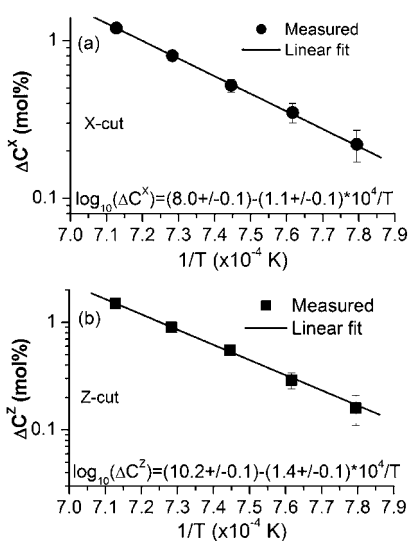 (a)
Measured
Linear fit
1
X-cut
0.1
ΔC^X (mol%)
log₁₀(ΔC^X)=(8.0+/-0.1)-(1.1+/-0.1)*10⁴/T
7.0 7.1 7.2 7.3 7.4 7.5 7.6 7.7 7.8 7.9
1/T (x10⁻⁴ K)
(b)
Measured
Linear fit
1
Z-cut
0.1
ΔC^Z (mol%)
log₁₀(ΔC^Z)=(10.2+/-0.1)-(1.4+/-0.1)*10⁴/T
7.0 7.1 7.2 7.3 7.4 7.5 7.6 7.7 7.8 7.9
1/T (x10⁻⁴ K)